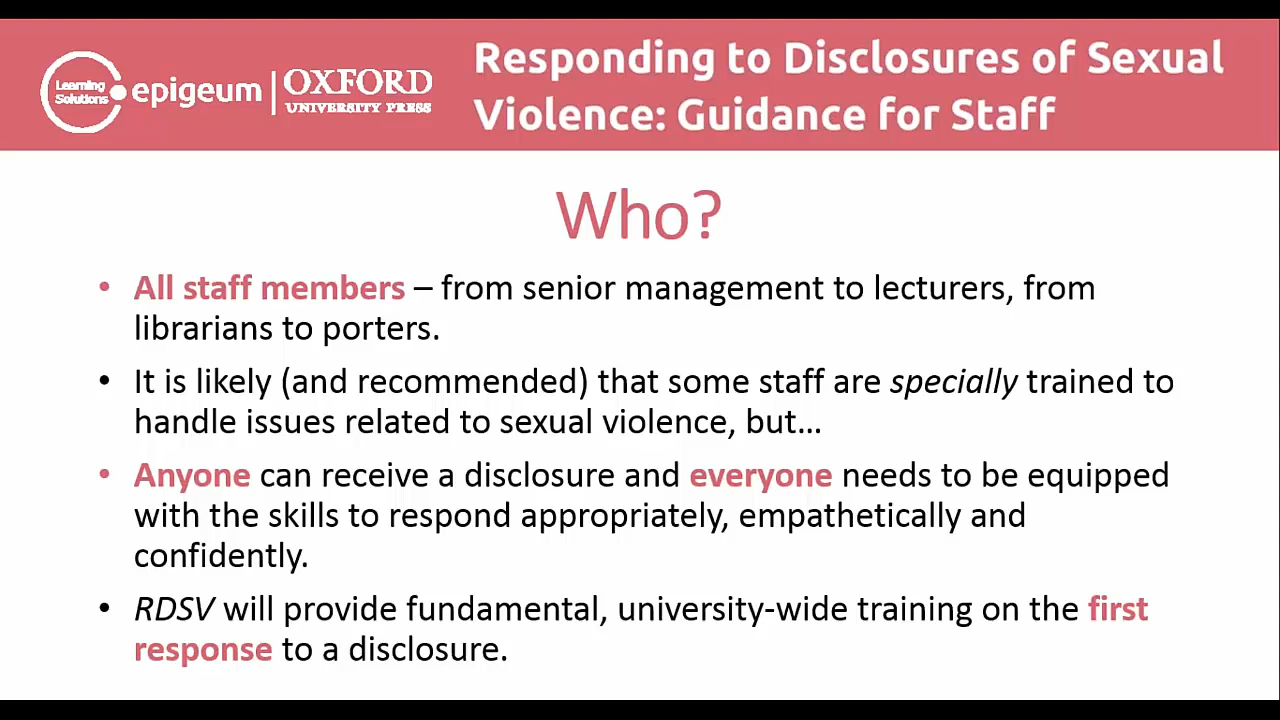 Learning
Solutions
epigeum
OXFORD
UNIVERSITY PRESS
Responding to Disclosures of Sexual
Violence: Guidance for Staff
Who?
• All staff members – from senior management to lecturers, from
librarians to porters.
• It is likely (and recommended) that some staff are specially trained to
handle issues related to sexual violence, but...
• Anyone can receive a disclosure and everyone needs to be equipped
with the skills to respond appropriately, empathetically and
confidently.
• RDSV will provide fundamental, university-wide training on the first
response to a disclosure.